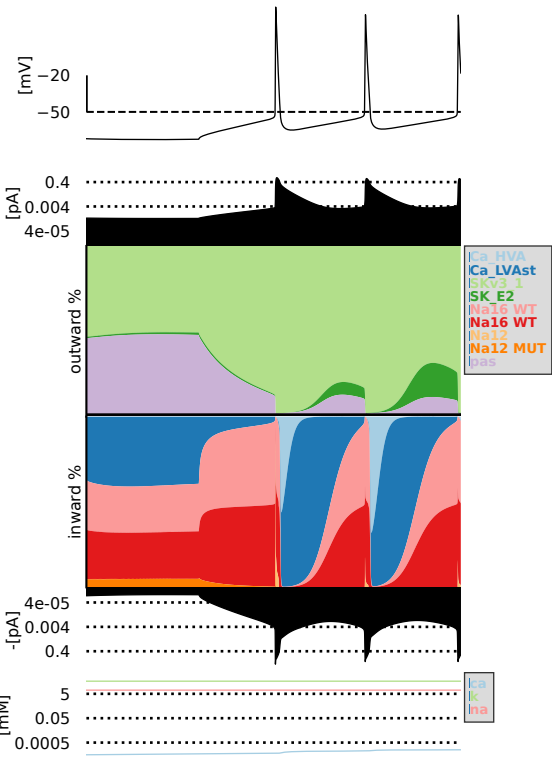 [mV]
−20
−50
[pA]
0.4
0.004
4e-05
outward %
Ca_HVA
Ca_LVAst
SKv3_1
SK_E2
Na16 WT
Na16 WT
Na12
Na12 MUT
pas
inward %
-[pA]
4e-05
0.004
0.4
[mM]
5
0.05
0.0005
ca
k
na